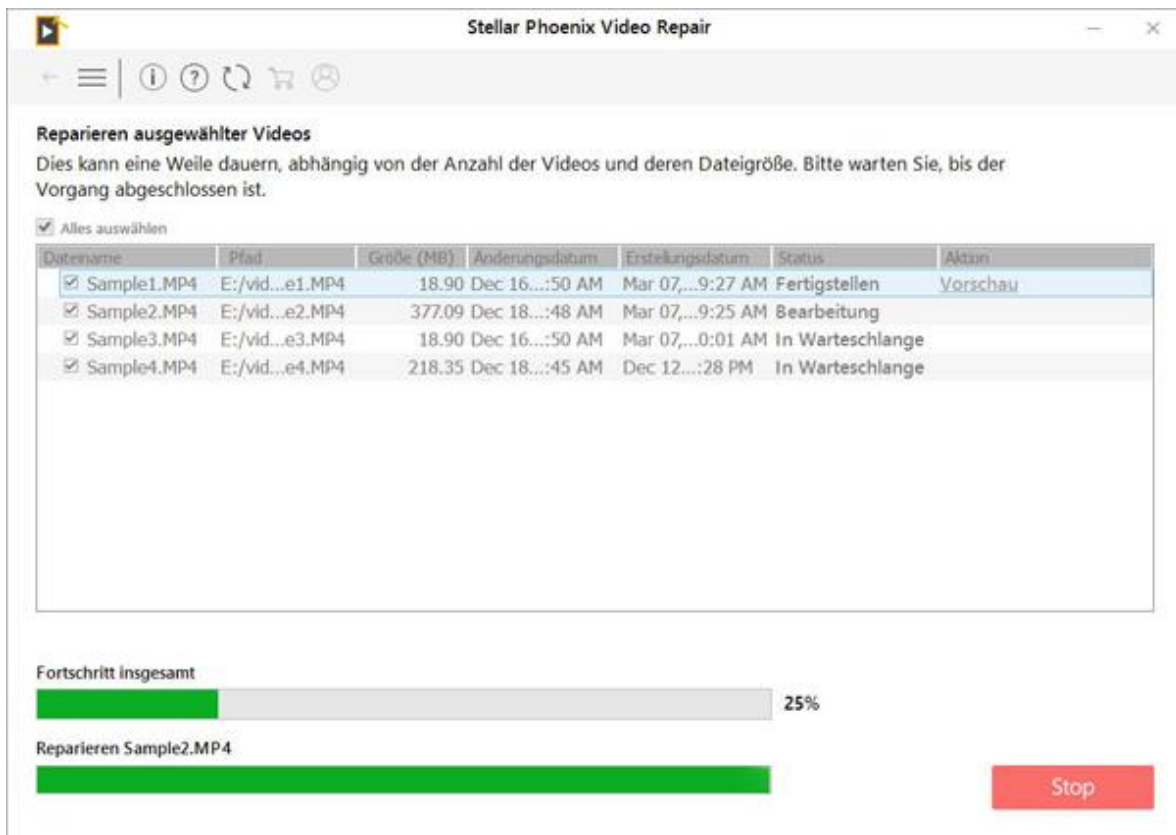 Stellar Phoenix Video Repair
Reparieren ausgewählter Videos
Dies kann eine Weile dauern, abhängig von der Anzahl der Videos und deren Dateigröße. Bitte warten Sie, bis der
Vorgang abgeschlossen ist.
Alles auswählen
Dateiname Pfad Größe (MB) Änderungsdatum Erstellungsdatum Status Aktion
Sample1.MP4 E:/vid...e1.MP4 18.90 Dec 16...:50 AM Mar 07,...9:27 AM Fertigstellen Vorschau
Sample2.MP4 E:/vid...e2.MP4 377.09 Dec 18...:48 AM Mar 07,...9:25 AM Bearbeitung
Sample3.MP4 E:/vid...e3.MP4 18.90 Dec 16...:50 AM Mar 07,...0:01 AM In Warteschlange
Sample4.MP4 E:/vid...e4.MP4 218.35 Dec 18...:45 AM Dec 12...:28 PM In Warteschlange
Fortschritt insgesamt
25%
Reparieren Sample2.MP4
Stop